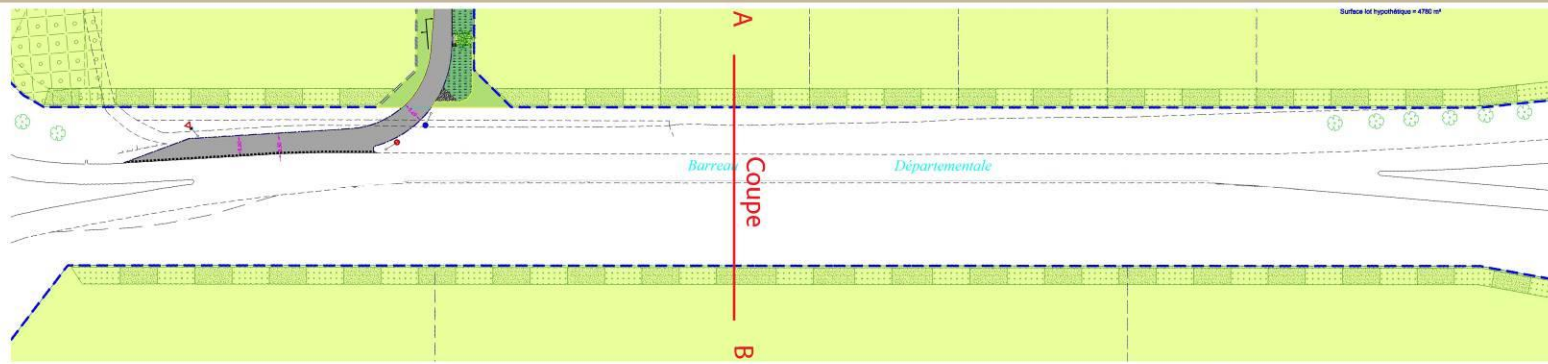 Surface lot hypothétique = 4780 m²
A
Barreau
Départementale
Coupe
B